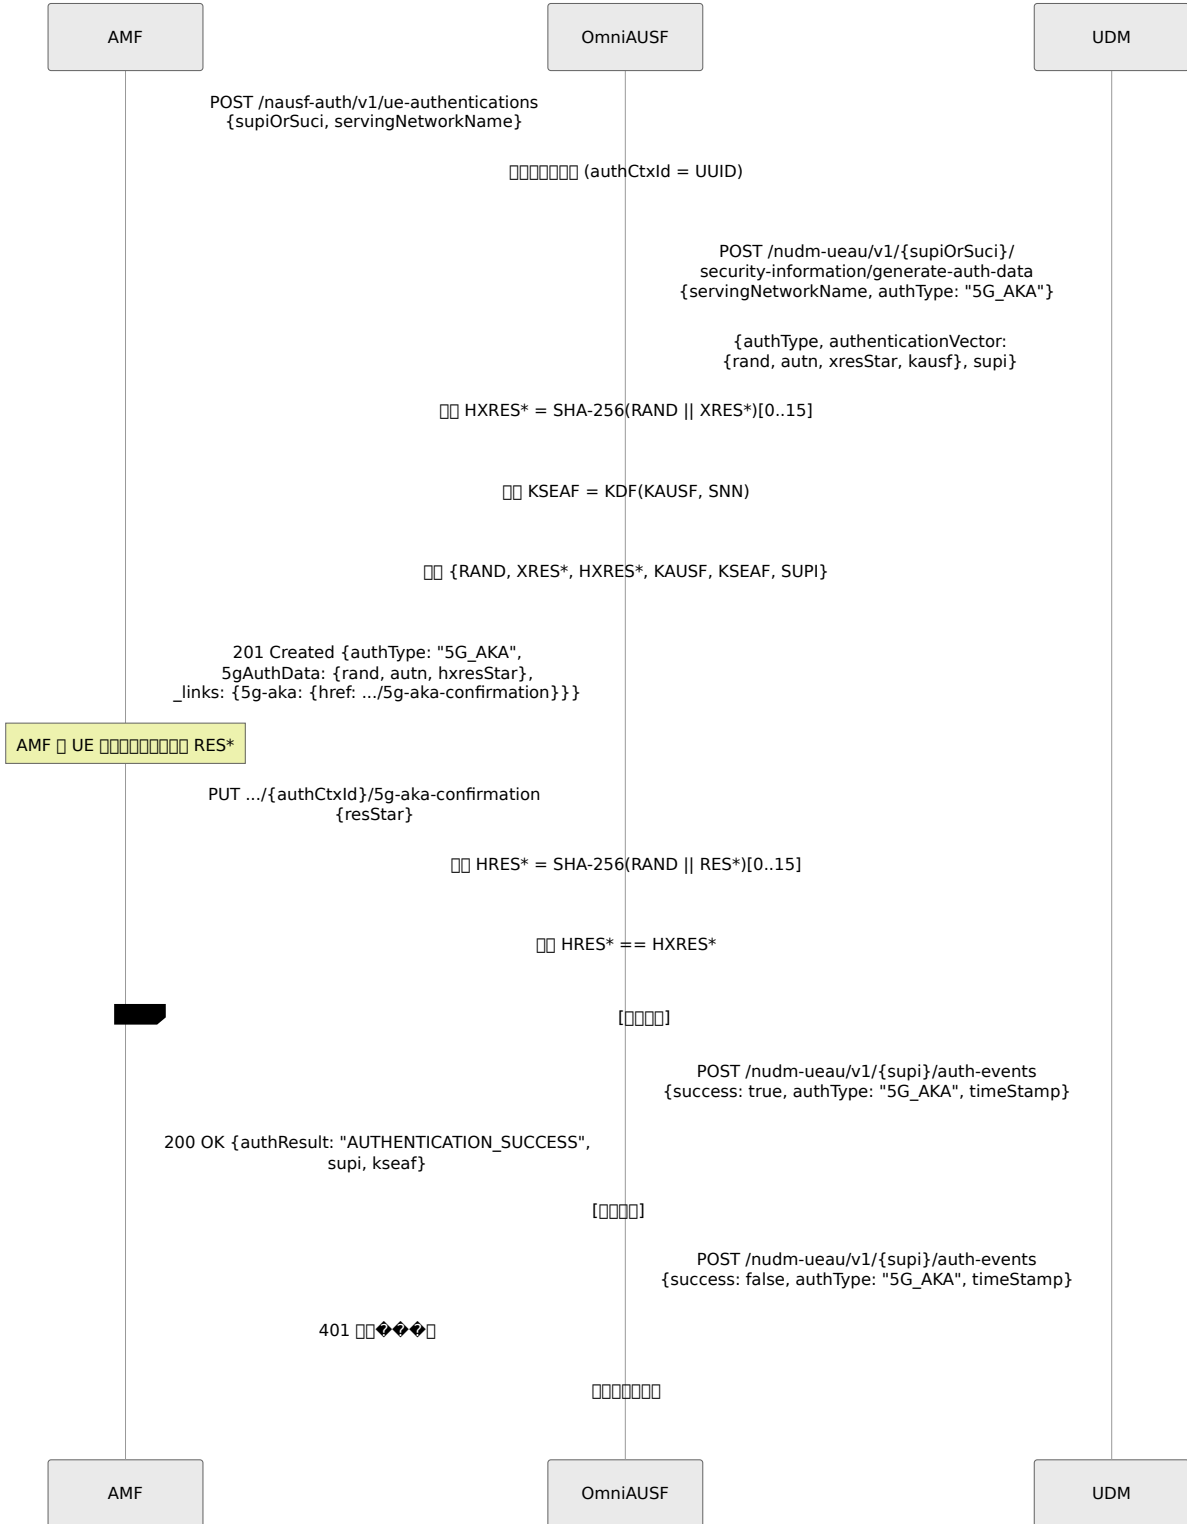 AMF
OmniAUSF
UDM
POST /nausf-auth/v1/ue-authentications
{supiOrSuci, servingNetworkName}
(authCtxId = UUID)
POST /nudm-ueau/v1/{supiOrSuci}/
security-information/generate-auth-data
{servingNetworkName, authType: "5G_AKA"}
{authType, authenticationVector:
{rand, autn, xresStar, kausf}, supi}
HXRES* = SHA-256(RAND || XRES*)[0..15]
KSEAF = KDF(KAUSF, SNN)
{RAND, XRES*, HXRES*, KAUSF, KSEAF, SUPI}
201 Created {authType: "5G_AKA",
5gAuthData: {rand, autn, hxresStar},
_links: {5g-aka: {href: .../5g-aka-confirmation}}}
AMF UE RES*
PUT .../{authCtxId}/5g-aka-confirmation
{resStar}
HRES* = SHA-256(RAND || RES*)[0..15]
HRES* == HXRES*
POST /nudm-ueau/v1/{supi}/auth-events
{success: true, authType: "5G_AKA", timeStamp}
200 OK {authResult: "AUTHENTICATION_SUCCESS",
supi, kseaf}
POST /nudm-ueau/v1/{supi}/auth-events
{success: false, authType: "5G_AKA", timeStamp}
401
AMF
OmniAUSF
UDM